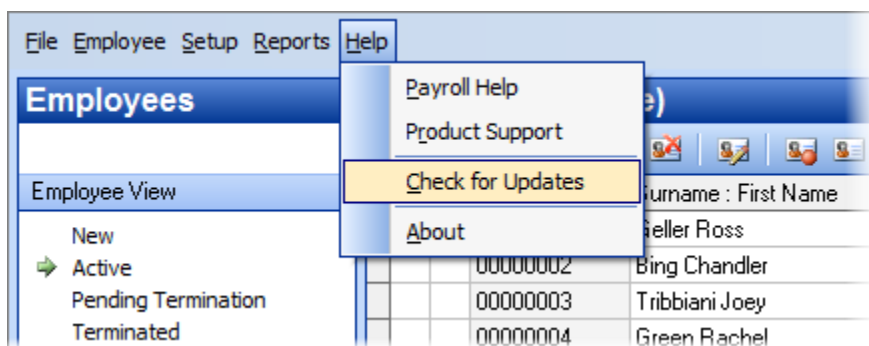 File Employee Setup Reports Help
Employees e)
Payroll Help
Product Support
Check for Updates
About
Employee View
New
Active
Pending Termination
Terminated
Surname : First Name
Geller Ross
00000002 Bing Chandler
00000003 Tribbiani Joey
00000004 Green Rachel